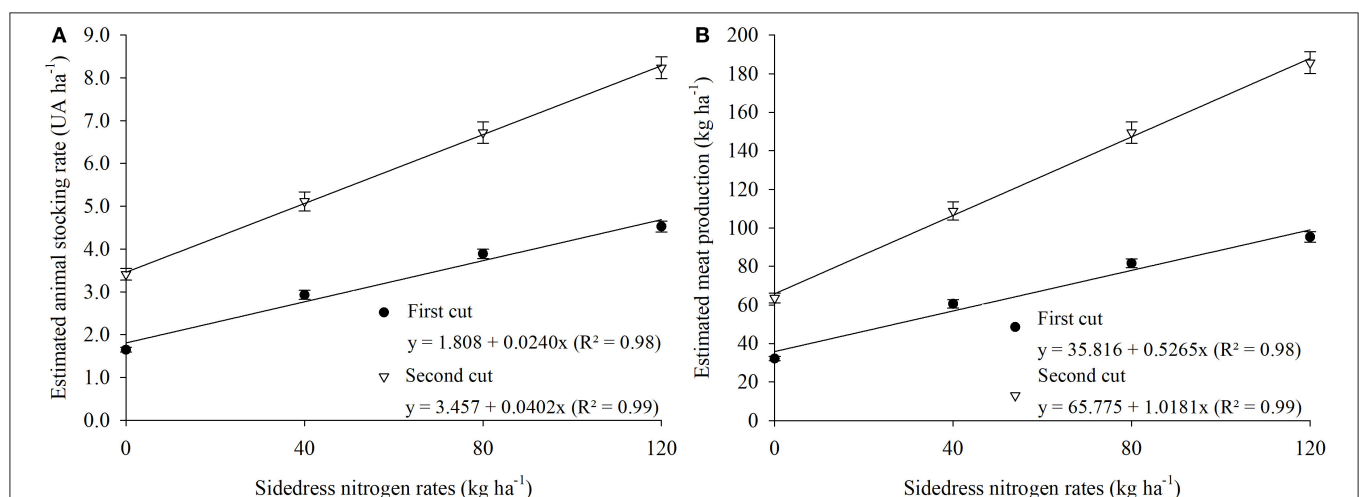 A
9.0
8.0
7.0
6.0
5.0
4.0
3.0
2.0
1.0
0.0
Estimated animal stocking rate (UA ha⁻¹)
First cut
y = 1.808 + 0.0240x (R² = 0.98)
Second cut
y = 3.457 + 0.0402x (R² = 0.99)
0 40 80 120
Sidedress nitrogen rates (kg ha⁻¹)
B
200
180
160
140
120
100
80
60
40
20
0
Estimated meat production (kg ha⁻¹)
First cut
y = 35.816 + 0.5265x (R² = 0.98)
Second cut
y = 65.775 + 1.0181x (R² = 0.99)
0 40 80 120
Sidedress nitrogen rates (kg ha⁻¹)